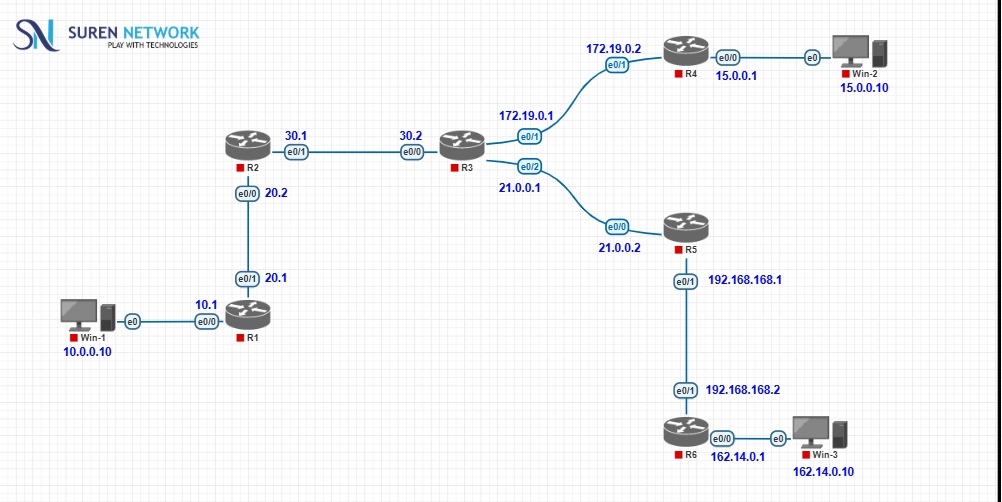 SN SUREN NETWORK
PLAY WITH TECHNOLOGIES
172.19.0.2
e0/1
R4
e0/0
15.0.0.1
e0
Win-2
15.0.0.10
172.19.0.1
e0/1
30.1
e0/1
R2
30.2
e0/0
R3
e0/2
21.0.0.1
e0/0
20.2
e0/0
21.0.0.2
R5
e0/1
20.1
e0/1
192.168.168.1
10.1
e0
e0/0
Win-1
10.0.0.10
R1
e0/1
192.168.168.2
R6
e0/0
162.14.0.1
e0
Win-3
162.14.0.10